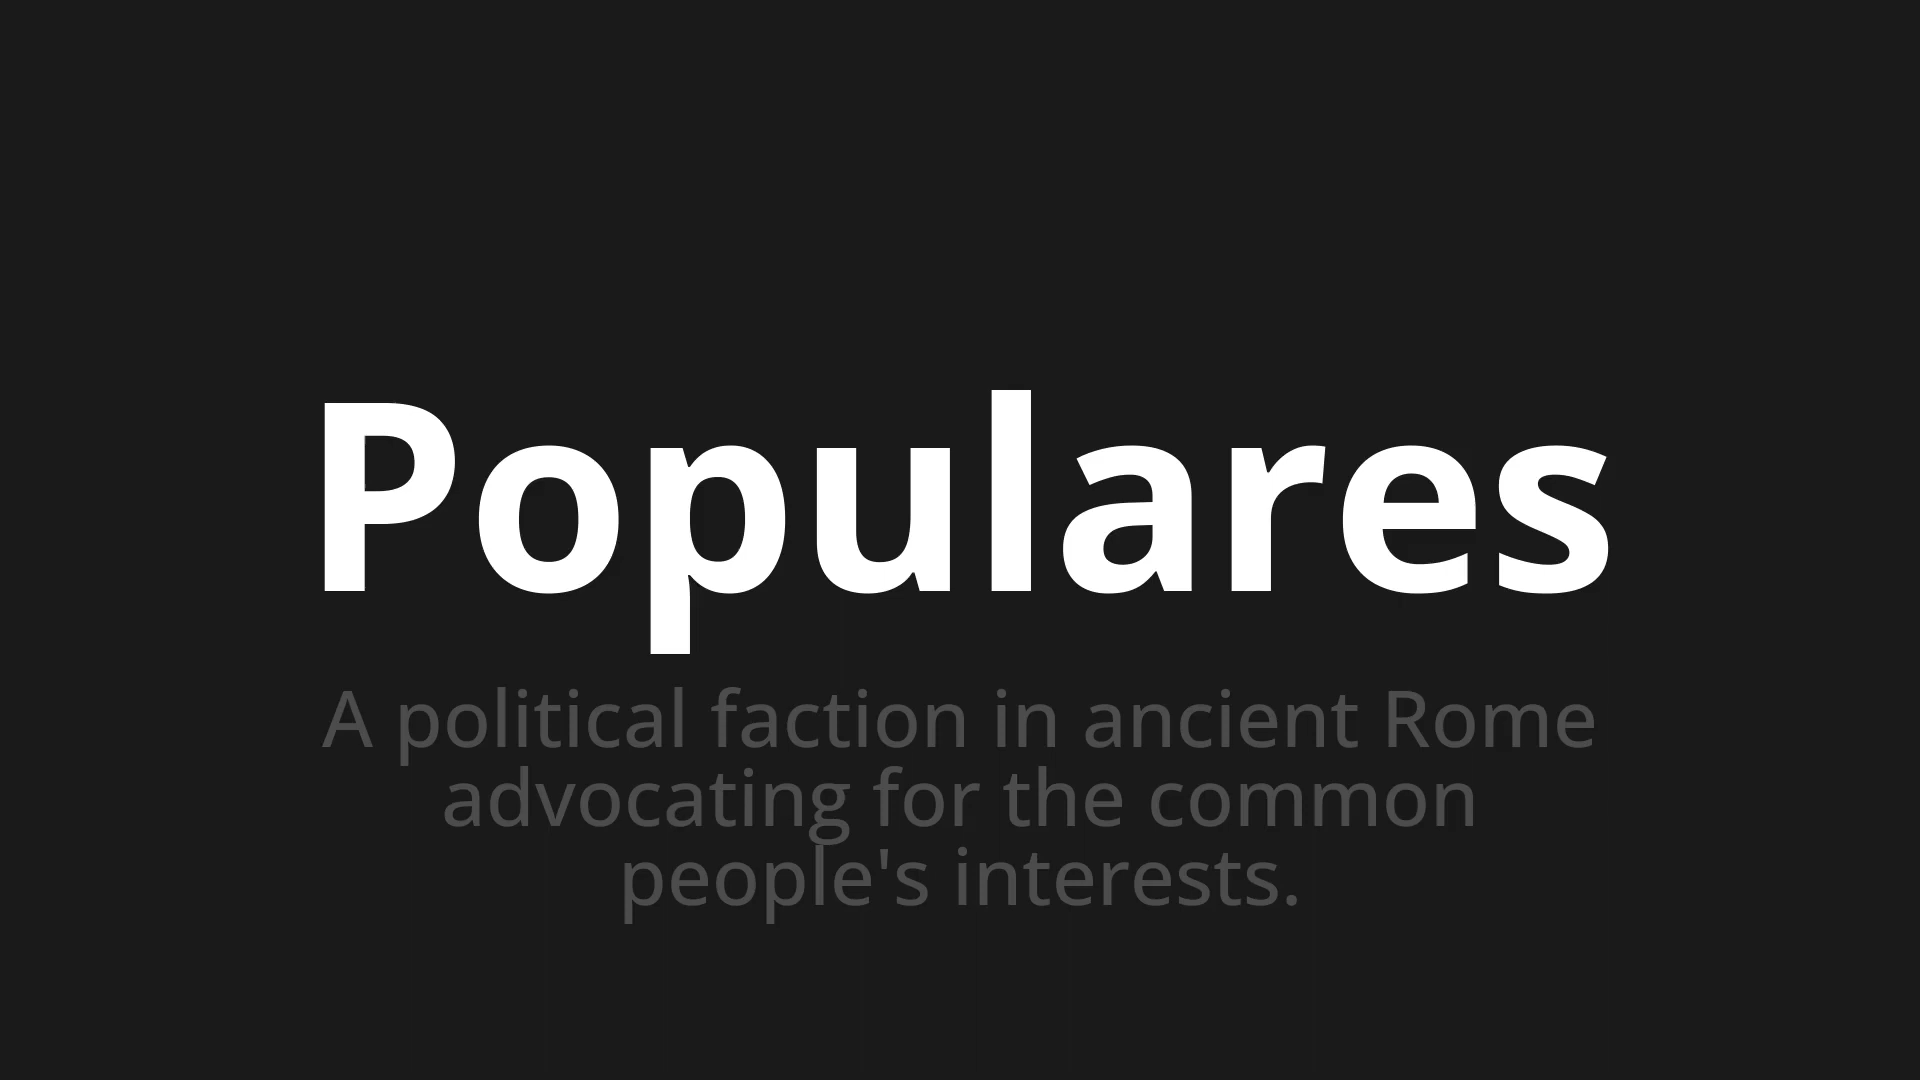 Populares
A political faction in ancient Rome
advocating for the common
people's interests.